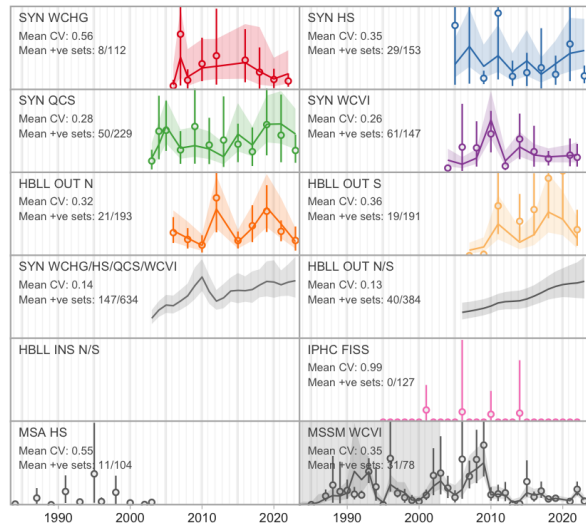 SYN WCHG
Mean CV: 0.56
Mean +ve sets: 8/112
SYN HS
Mean CV: 0.35
Mean +ve sets: 29/153
SYN QCS
Mean CV: 0.28
Mean +ve sets: 50/229
SYN WCVI
Mean CV: 0.26
Mean +ve sets: 61/147
HBLL OUT N
Mean CV: 0.32
Mean +ve sets: 21/193
HBLL OUT S
Mean CV: 0.36
Mean +ve sets: 19/191
SYN WCHG/HS/QCS/WCVI
Mean CV: 0.14
Mean +ve sets: 147/634
HBLL OUT N/S
Mean CV: 0.13
Mean +ve sets: 40/384
HBLL INS N/S
IPHC FISS
Mean CV: 0.99
Mean +ve sets: 0/127
MSA HS
Mean CV: 0.55
Mean +ve sets: 11/104
MSSM WCVI
Mean CV: 0.35
Mean +ve sets: 31/78
1990 2000 2010 2020 1990 2000 2010 2020